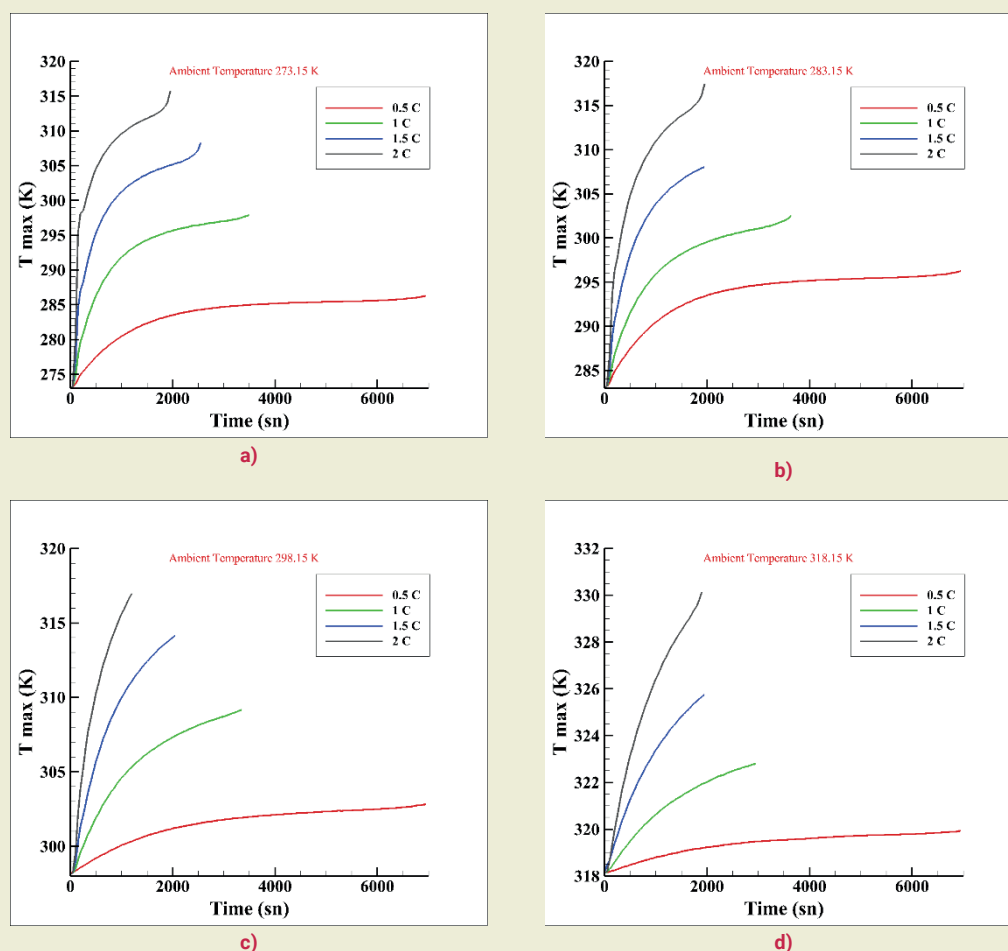 320
Ambient Temperature 273.15 K
315
310
305
300
295
290
285
280
275
T max (K)
0.5 C
1 C
1.5 C
2 C
0 2000 4000 6000
Time (sn)
a)
320
Ambient Temperature 283.15 K
315
310
305
300
295
290
285
T max (K)
0.5 C
1 C
1.5 C
2 C
0 2000 4000 6000
Time (sn)
b)
320
Ambient Temperature 298.15 K
315
310
305
300
T max (K)
0.5 C
1 C
1.5 C
2 C
0 2000 4000 6000
Time (sn)
c)
332
Ambient Temperature 318.15 K
330
328
326
324
322
320
318
T max (K)
0.5 C
1 C
1.5 C
2 C
0 2000 4000 6000
Time (sn)
d)